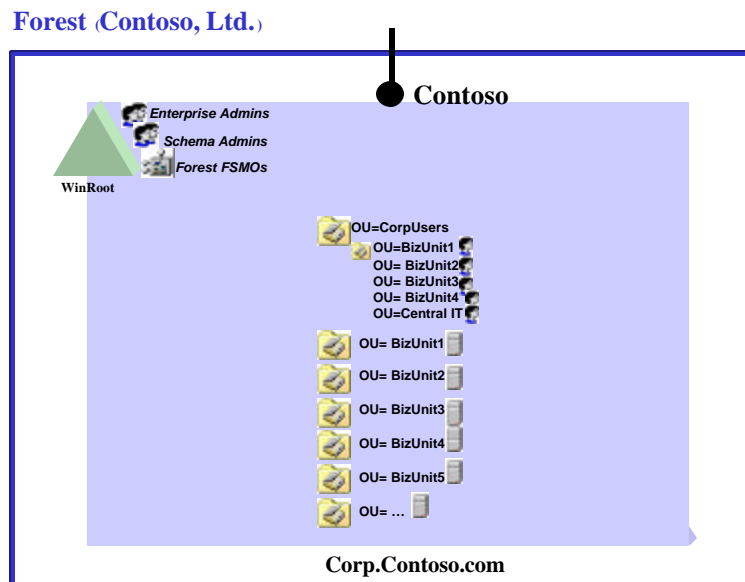 Forest (Contoso, Ltd.)
Contoso
Enterprise Admins
Schema Admins
Forest FSMOs
WinRoot
OU=CorpUsers
OU=BizUnit1
OU= BizUnit2
OU= BizUnit3
OU= BizUnit4
OU=Central IT
OU= BizUnit1
OU= BizUnit2
OU= BizUnit3
OU= BizUnit4
OU= BizUnit5
OU= ...
Corp.Contoso.com